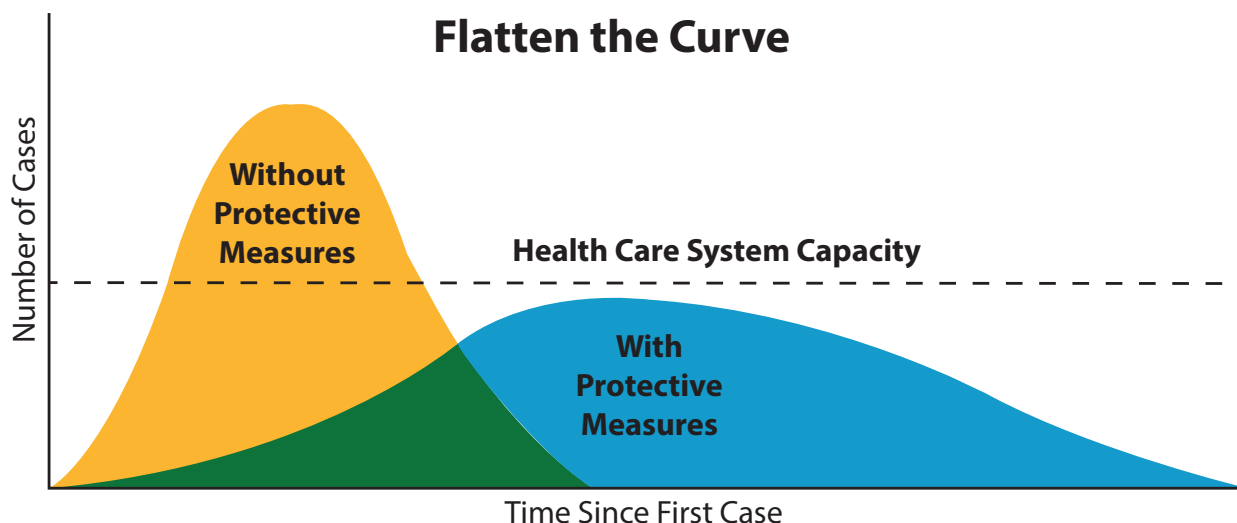 Flatten the Curve
Number of Cases
Without
Protective
Measures
Health Care System Capacity
With
Protective
Measures
Time Since First Case